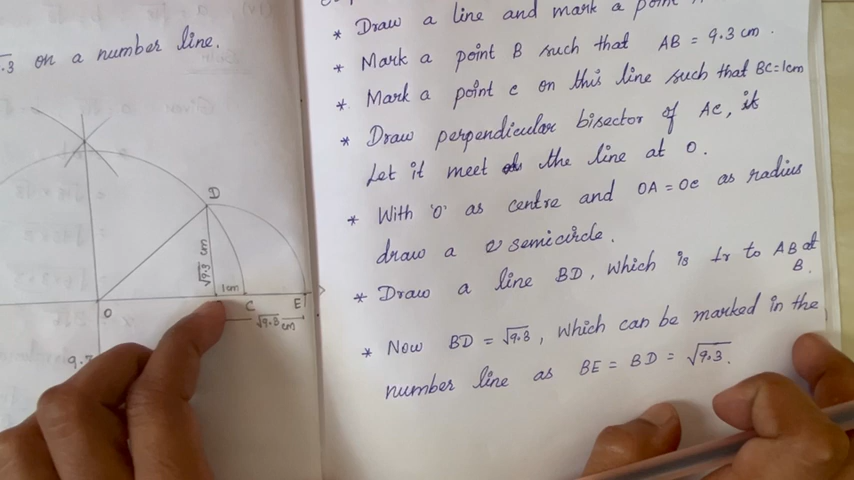 .3 on a number line.
D
√9.3 cm
1cm
O
C
E
√9.3 cm
9.
* Draw a line and mark a point
* Mark a point B such that AB = 9.3 cm.
* Mark a point c on this line such that BC=1cm
* Draw perpendicular bisector of AC,
Let it meet the line at O.
* With 'O' as centre and OA = OC as radius
draw a semicircle.
* Draw a line BD, which is ⊥r to AB at
B.
* Now BD = √9.3, which can be marked in the
number line as BE = BD = √9.3.